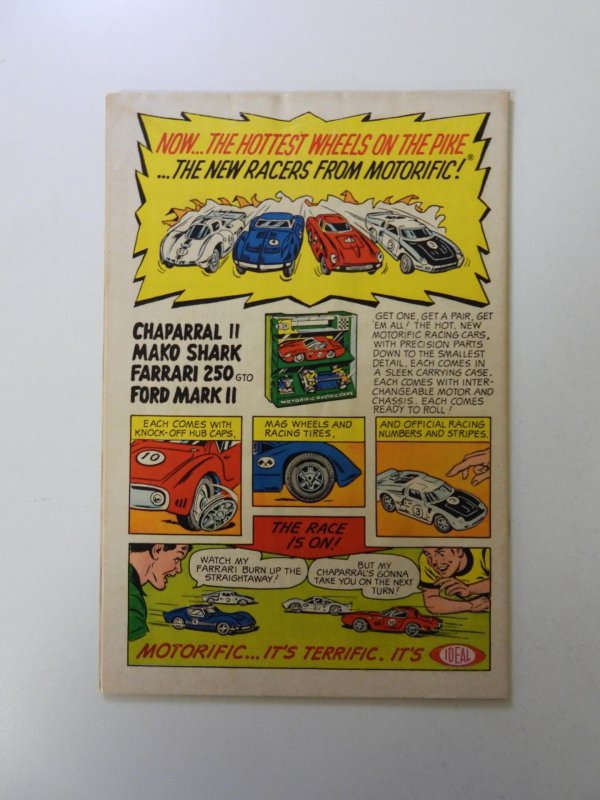 NOW...THE HOTTEST WHEELS ON THE PIKE
...THE NEW RACERS FROM MOTORIFIC!®
CHAPARRAL II
MAKO SHARK
FARRARI 250 GTO
FORD MARK II
MOTORIFIC RACING CARS
GET ONE, GET A PAIR, GET
'EM ALL! THE HOT, NEW
MOTORIFIC RACING CARS,
WITH PRECISION PARTS
DOWN TO THE SMALLEST
DETAIL. EACH COMES IN
A SLEEK CARRYING CASE.
EACH COMES WITH INTER-
CHANGEABLE MOTOR AND
CHASSIS. EACH COMES
READY TO ROLL!
EACH COMES WITH
KNOCK-OFF HUB CAPS,
10
MAG WHEELS AND
RACING TIRES,
AND OFFICIAL RACING
NUMBERS AND STRIPES.
3
THE RACE
IS ON!
WATCH MY
FARRARI BURN UP THE
STRAIGHTAWAY!
BUT MY
CHAPARRAL'S GONNA
TAKE YOU ON THE NEXT
TURN!
MOTORIFIC... IT'S TERRIFIC. IT'S IDEAL